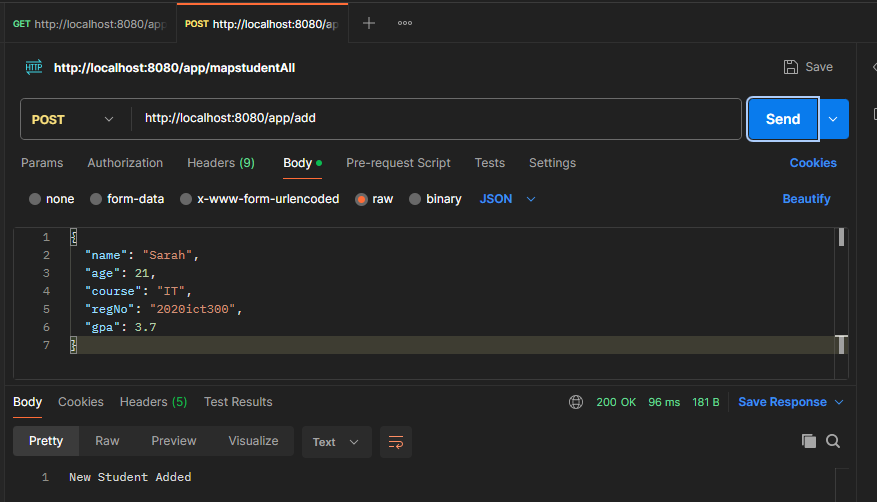 GET http://localhost:8080/app
POST http://localhost:8080/ap
HTTP http://localhost:8080/app/mapstudentAll
Save
POST http://localhost:8080/app/add
Send
Params Authorization Headers (9) Body Pre-request Script Tests Settings Cookies
none form-data x-www-form-urlencoded raw binary JSON Beautify
1 {
2 "name": "Sarah",
3 "age": 21,
4 "course": "IT",
5 "regNo": "2020ict300",
6 "gpa": 3.7
7 }
Body Cookies Headers (5) Test Results 200 OK 96 ms 181 B Save Response
Pretty Raw Preview Visualize Text
1 New Student Added